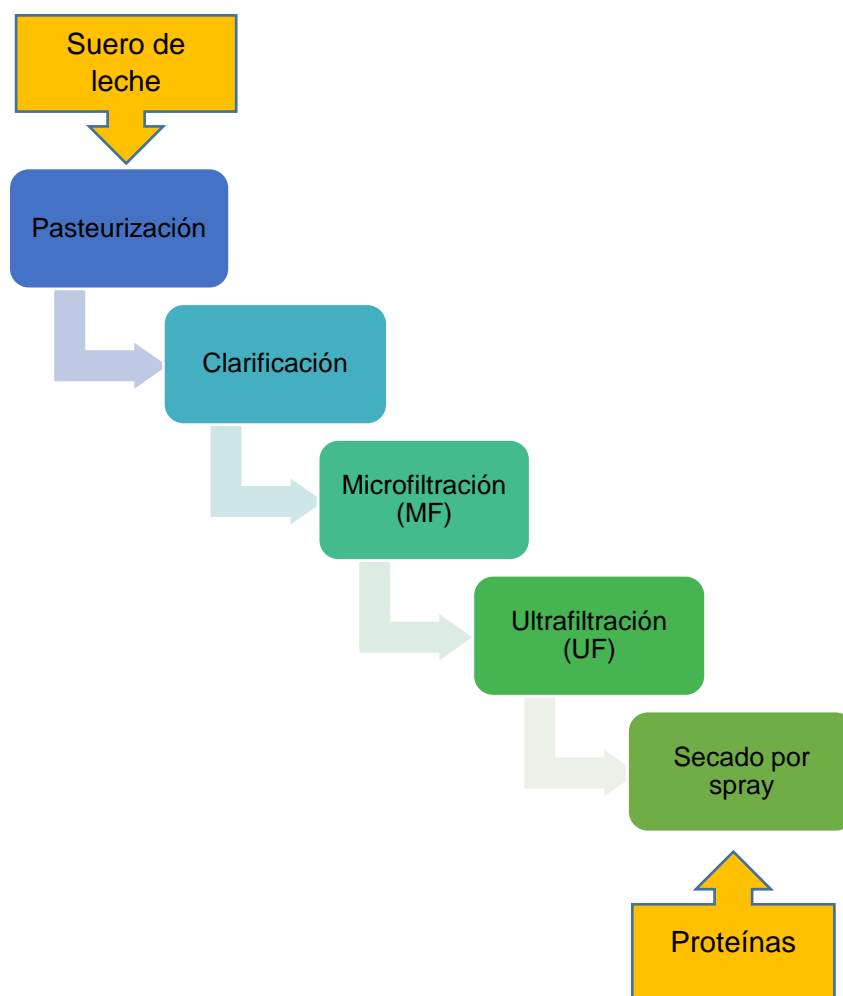 Suero de
leche
Pasteurización
Clarificación
Microfiltración
(MF)
Ultrafiltración
(UF)
Secado por
spray
Proteínas